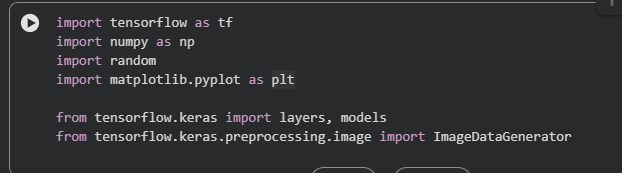 import tensorflow as tf
import numpy as np
import random
import matplotlib.pyplot as plt
from tensorflow.keras import layers, models
from tensorflow.keras.preprocessing.image import ImageDataGenerator